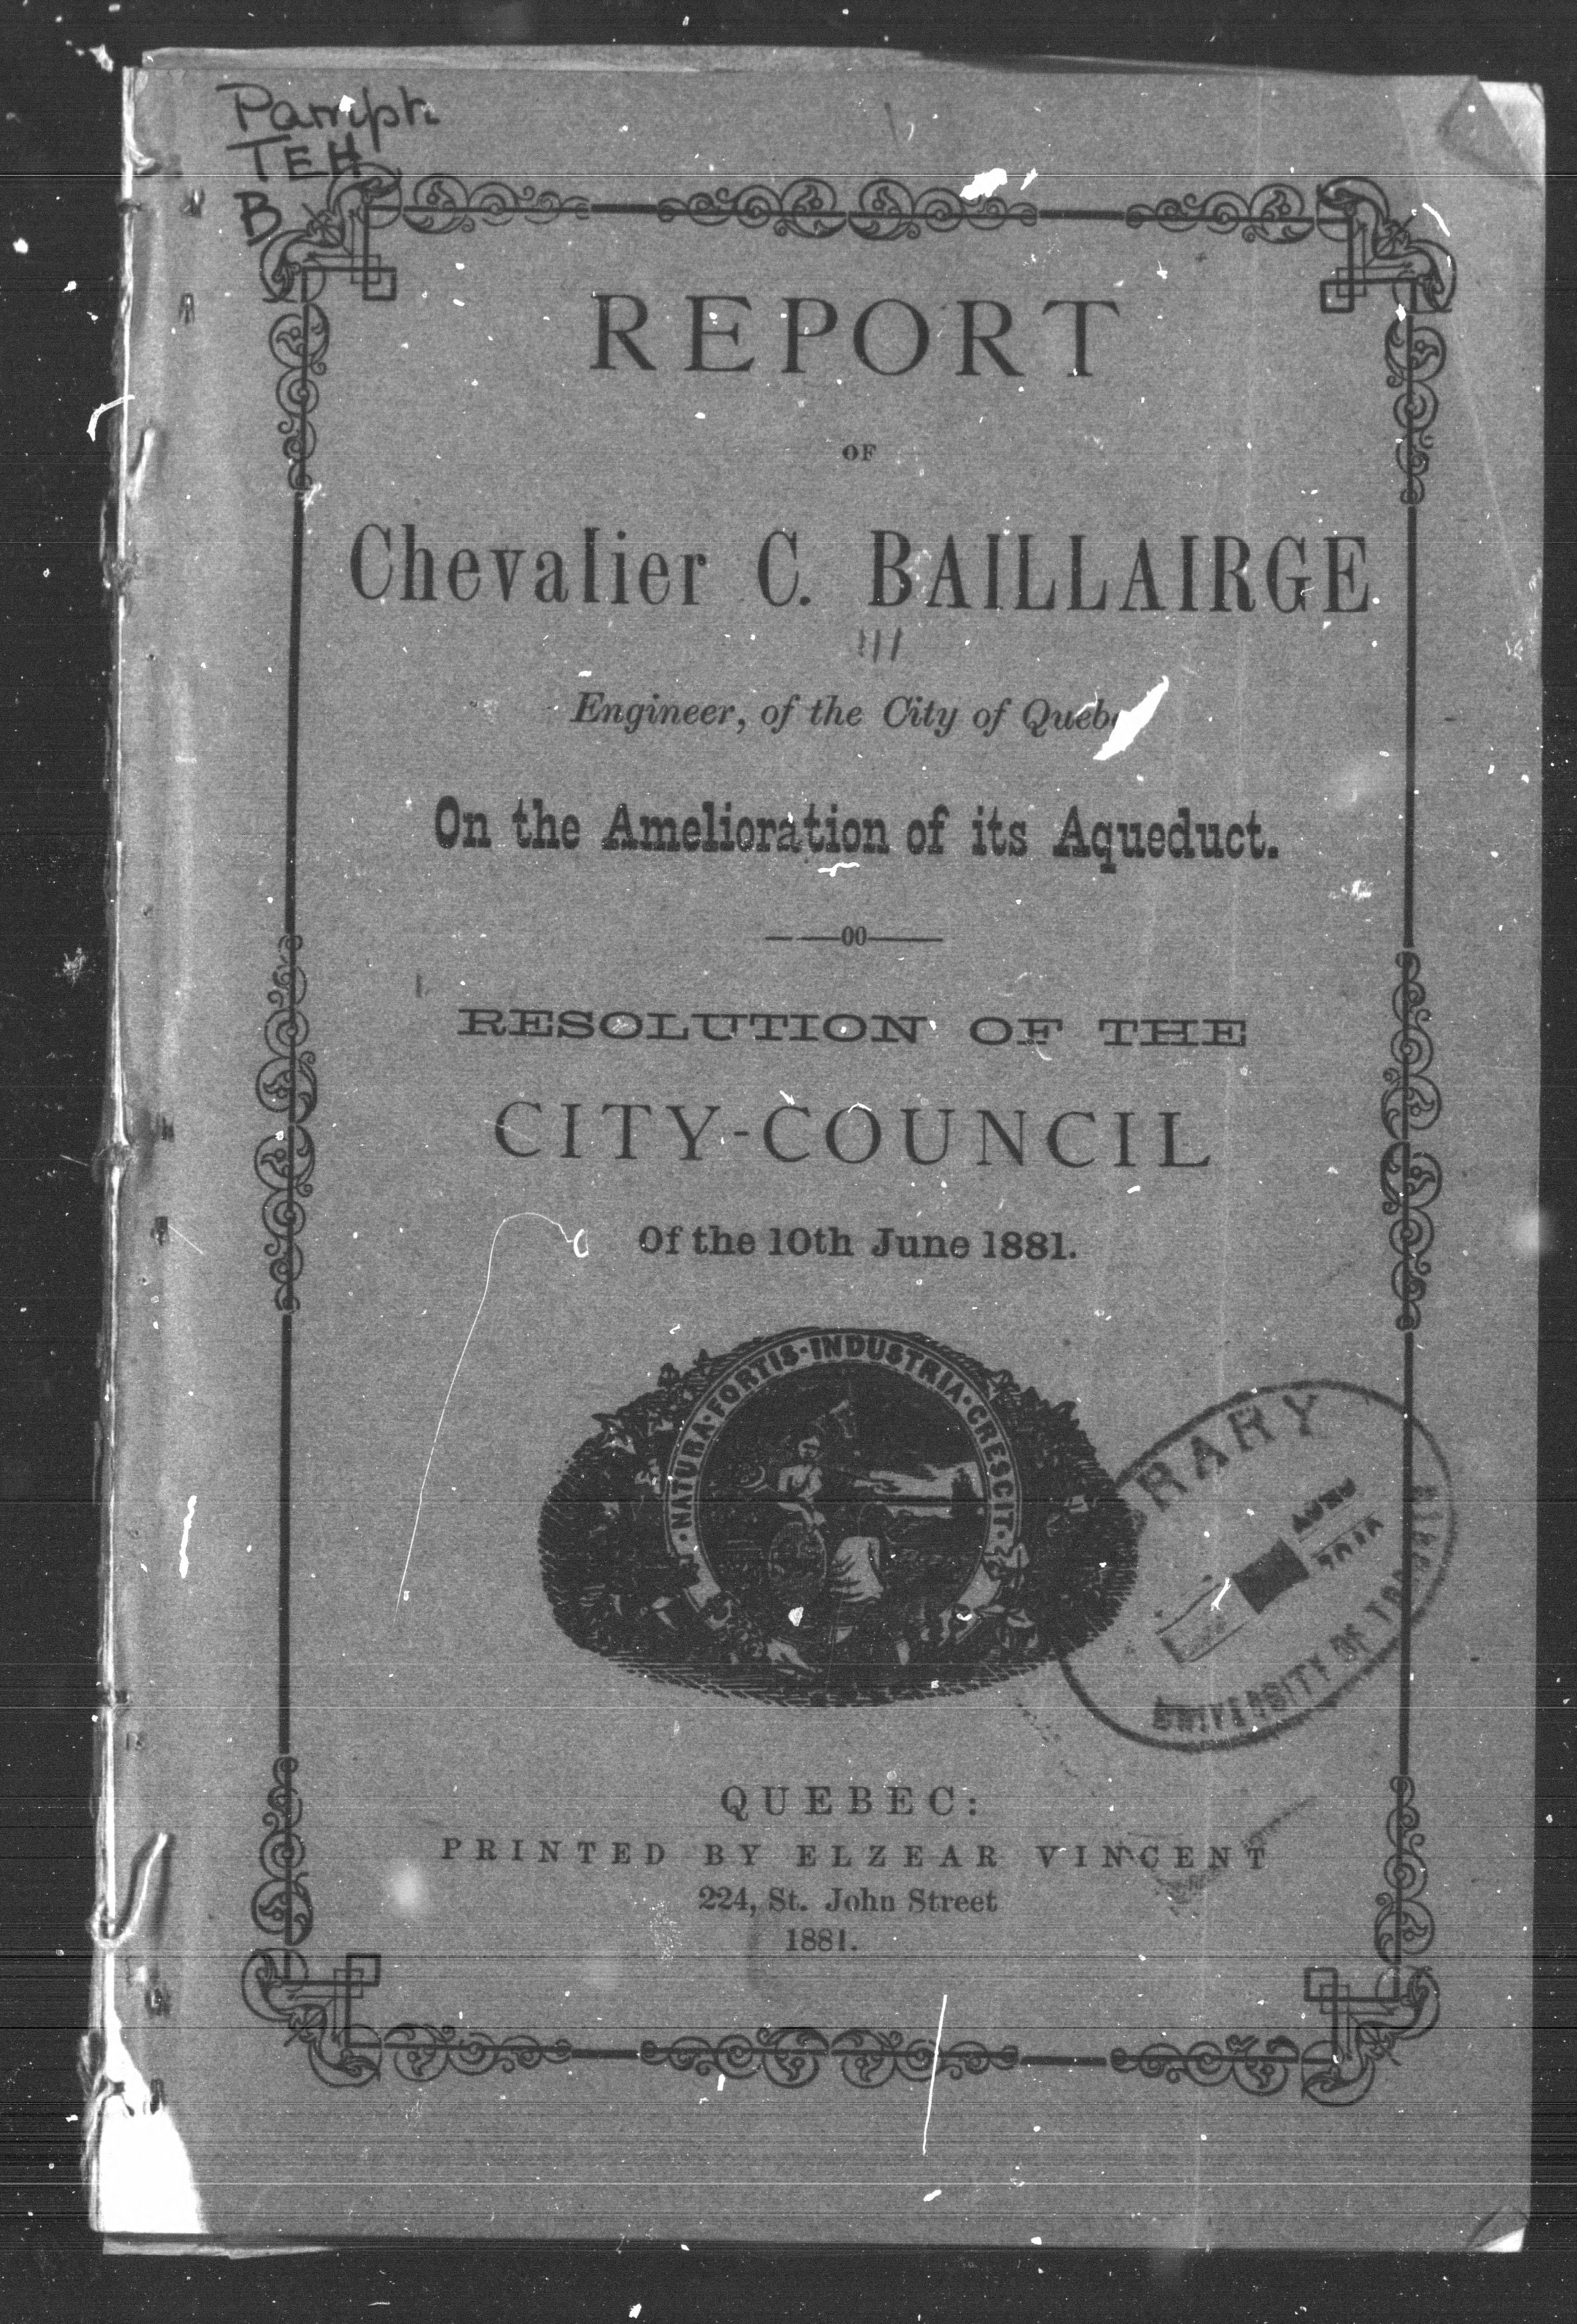 Pamph
TEH
B
REPORT
OF
Chevalier C. BAILLAIRGE
Engineer, of the City of Queb
On the Amelioration of its Aqueduct.
— —00——
RESOLUTION OF THE
CITY-COUNCIL
Of the 10th June 1881.
·NATURA·FORTIS·INDUSTRIA·CRESCIT·
RARY
UNIVERSITY OF
QUEBEC:
PRINTED BY ELZEAR VINCENT
224, St. John Street
1881.